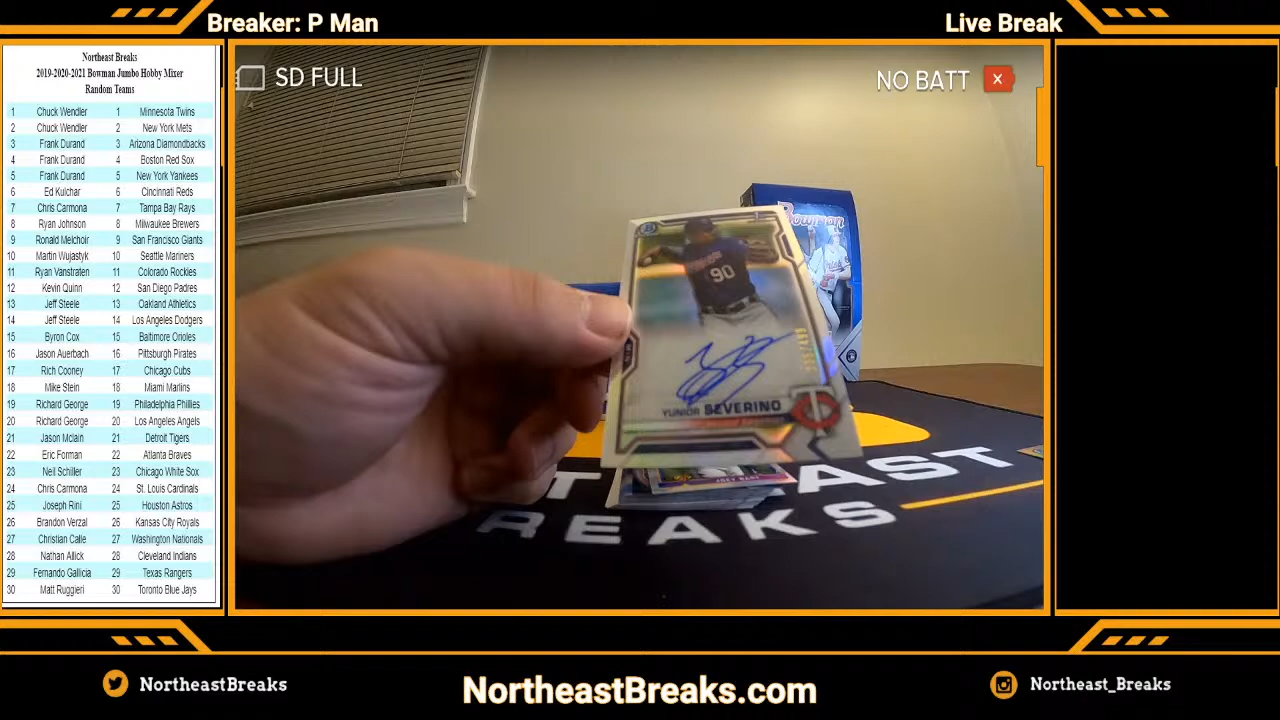 Breaker: P Man
Live Break
Northeast Breaks
2019-2020-2021 Bowman Jumbo Hobby Mixer
Random Teams
1 Chuck Wendler 1 Minnesota Twins
2 Chuck Wendler 2 New York Mets
3 Frank Durand 3 Arizona Diamondbacks
4 Frank Durand 4 Boston Red Sox
5 Frank Durand 5 New York Yankees
6 Ed Kulchar 6 Cincinnati Reds
7 Chris Carmona 7 Tampa Bay Rays
8 Ryan Johnson 8 Milwaukee Brewers
9 Ronald Melchoir 9 San Francisco Giants
10 Martin Wujastyk 10 Seattle Mariners
11 Ryan Vanstraten 11 Colorado Rockies
12 Kevin Quinn 12 San Diego Padres
13 Jeff Steele 13 Oakland Athletics
14 Jeff Steele 14 Los Angeles Dodgers
15 Byron Cox 15 Baltimore Orioles
16 Jason Auerbach 16 Pittsburgh Pirates
17 Rich Cooney 17 Chicago Cubs
18 Mike Stein 18 Miami Marlins
19 Richard George 19 Philadelphia Phillies
20 Richard George 20 Los Angeles Angels
21 Jason Mclain 21 Detroit Tigers
22 Eric Forman 22 Atlanta Braves
23 Neil Schiller 23 Chicago White Sox
24 Chris Carmona 24 St. Louis Cardinals
25 Joseph Rini 25 Houston Astros
26 Brandon Verzal 26 Kansas City Royals
27 Christian Calle 27 Washington Nationals
28 Nathan Allick 28 Cleveland Indians
29 Fernando Gallicia 29 Texas Rangers
30 Matt Ruggieri 30 Toronto Blue Jays
SD FULL
NO BATT
Bowman
90
YUNIOR SEVERINO
JOEY BART
T EAST
REAKS
NortheastBreaks
NortheastBreaks.com
Northeast_Breaks